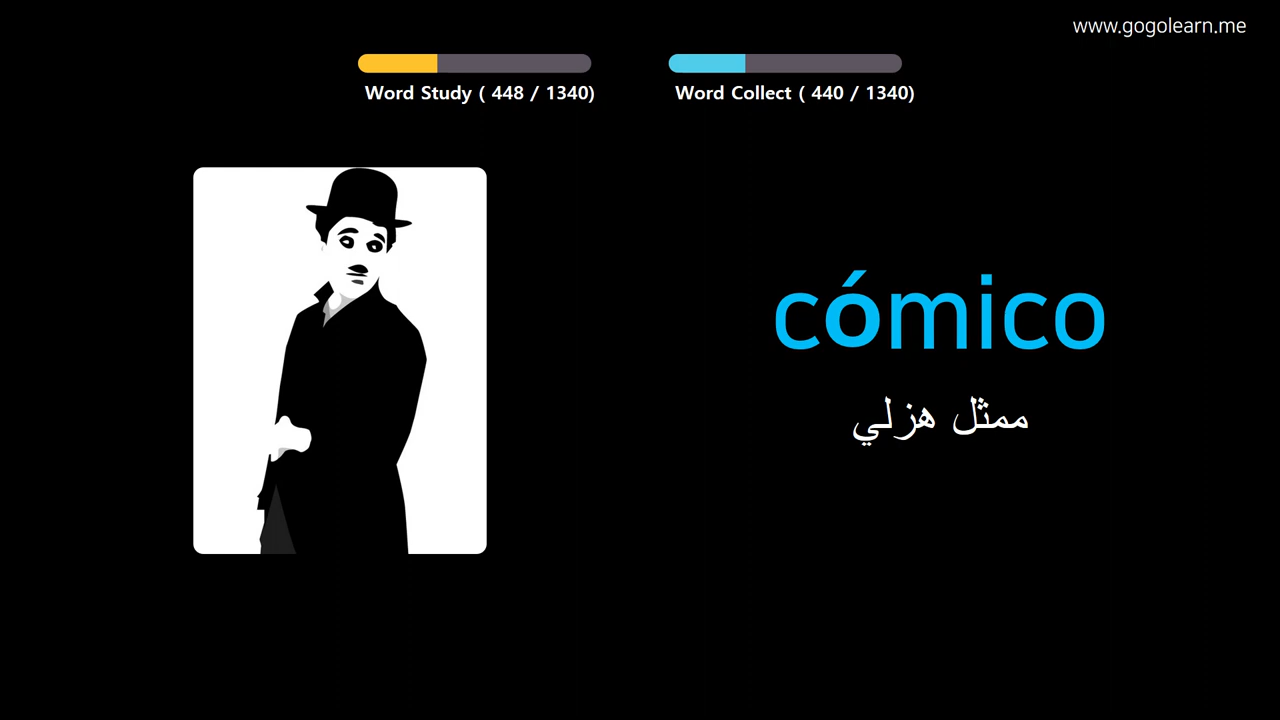 www.gogolearn.me
Word Study ( 448 / 1340)
Word Collect ( 440 / 1340)
cómico
ممثل هزلي